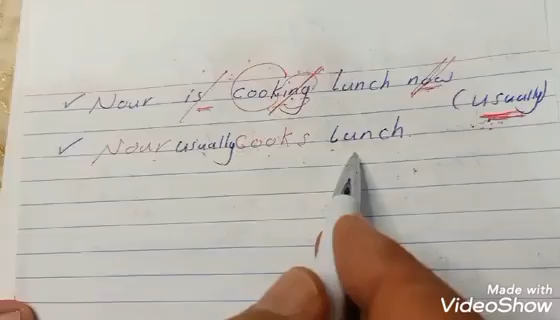 ✓ Nour is cooking lunch now
(usually)
✓ Nour usually Cooks lunch.
Made with
VideoShow